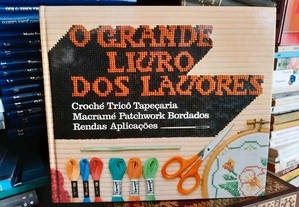 O GRANDE
LIVRO
DOS LAVORES
Croché Tricô Tapeçaria
Macramé Patchwork Bordados
Rendas Aplicações